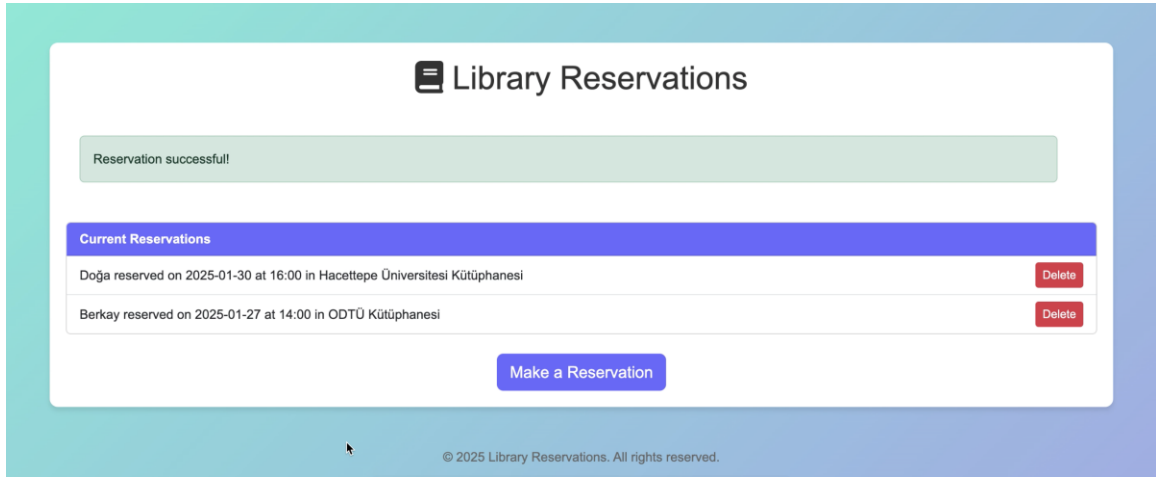 Library Reservations
Reservation successful!
Current Reservations
Doğa reserved on 2025-01-30 at 16:00 in Hacettepe Üniversitesi Kütüphanesi
Delete
Berkay reserved on 2025-01-27 at 14:00 in ODTÜ Kütüphanesi
Delete
Make a Reservation
© 2025 Library Reservations. All rights reserved.